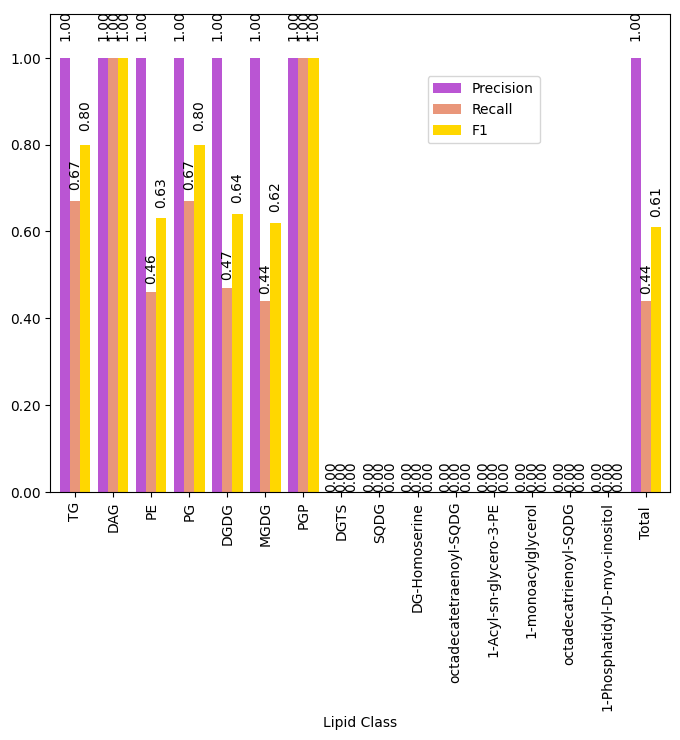 1.00 1.00 1.00 1.00 1.00 1.00 1.00 1.00 1.00 1.00 1.00 1.00
1.00
Precision
Recall
F1
0.80
0.80 0.80
0.67 0.63 0.67 0.64 0.62 0.61
0.60
0.46 0.47 0.44 0.44
0.40
0.20
0.00 0.00 0.00 0.00 0.00 0.00 0.00 0.00 0.00 0.00 0.00 0.00 0.00 0.00 0.00 0.00 0.00 0.00 0.00 0.00 0.00 0.00 0.00 0.00
0.00
TG
DAG
PE
PG
DGDG
MGDG
PGP
DGTS
SQDG
DG-Homoserine
octadecatetraenoyl-SQDG
1-Acyl-sn-glycero-3-PE
1-monoacylglycerol
octadecatrienoyl-SQDG
1-Phosphatidyl-D-myo-inositol
Total
Lipid Class